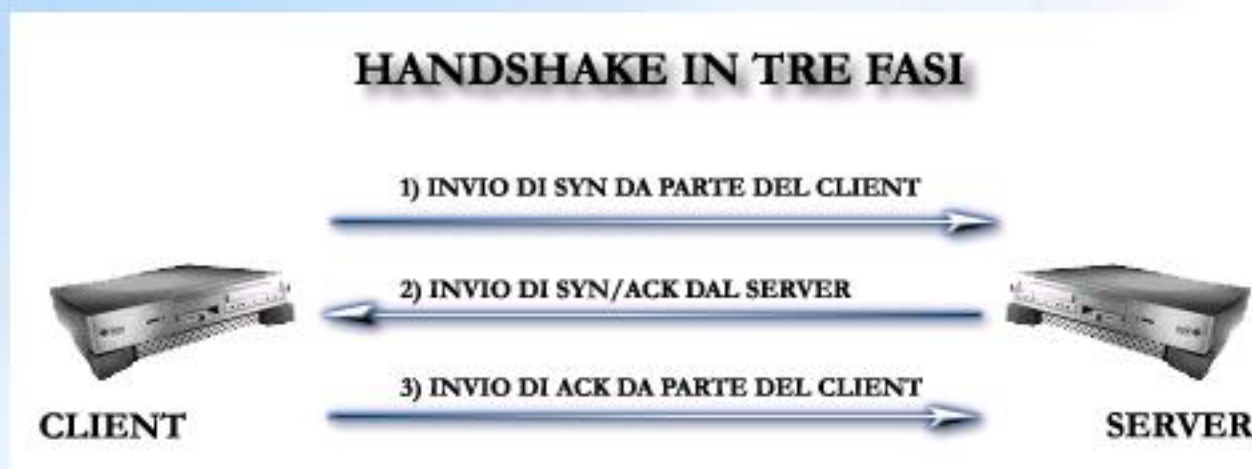 HANDSHAKE IN TRE FASI
1) INVIO DI SYN DA PARTE DEL CLIENT
2) INVIO DI SYN/ACK DAL SERVER
3) INVIO DI ACK DA PARTE DEL CLIENT
CLIENT
SERVER